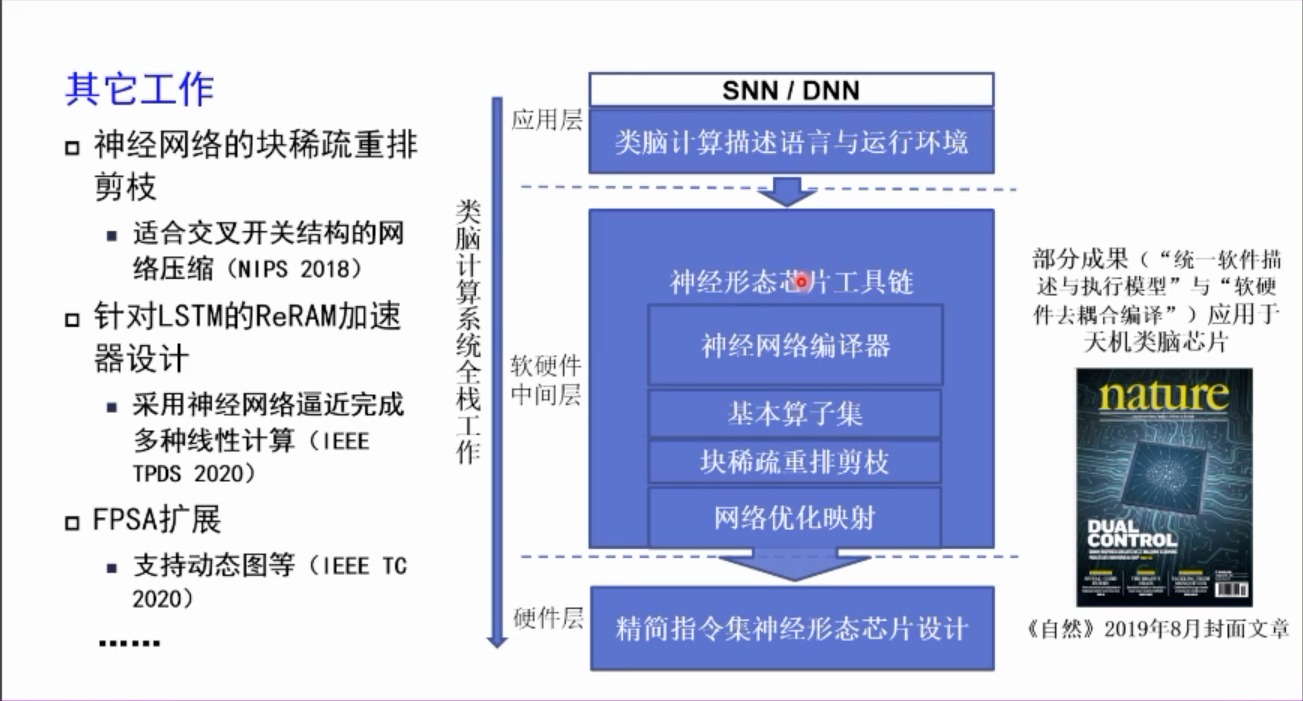 其它工作
神经网络的块稀疏重排
剪枝
适合交叉开关结构的网
络压缩（NIPS 2018）
针对LSTM的ReRAM加速
器设计
采用神经网络逼近完成
多种线性计算（IEEE
TPDS 2020）
FPSA扩展
支持动态图等（IEEE TC
2020）
……
类脑计算系统全栈工作
应用层
SNN / DNN
类脑计算描述语言与运行环境
软硬件
中间层
神经形态芯片工具链
神经网络编译器
基本算子集
块稀疏重排剪枝
网络优化映射
硬件层
精简指令集神经形态芯片设计
部分成果（“统一软件描
述与执行模型”与“软硬
件去耦合编译”）应用于
天机类脑芯片
nature
DUAL
CONTROL
《自然》2019年8月封面文章